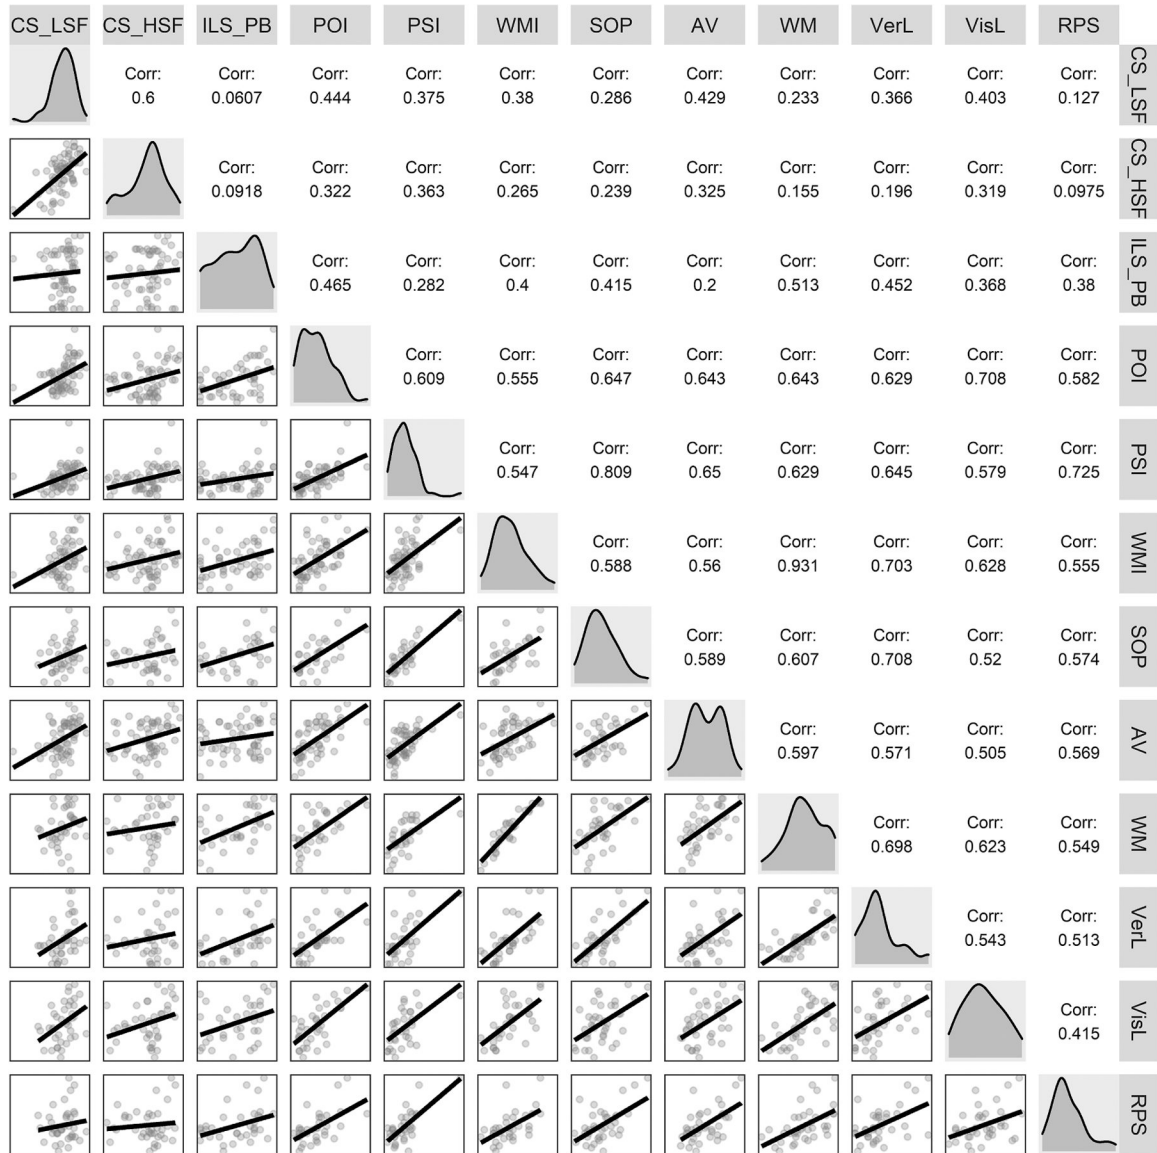 CS_LSF CS_HSF ILS_PB POI PSI WMI SOP AV WM VerL VisL RPS
Corr: Corr: Corr: Corr: Corr: Corr: Corr: Corr: Corr: Corr: Corr: CS_LSF
0.6 0.0607 0.444 0.375 0.38 0.286 0.429 0.233 0.366 0.403 0.127
Corr: Corr: Corr: Corr: Corr: Corr: Corr: Corr: Corr: Corr: CS_HSF
0.0918 0.322 0.363 0.265 0.239 0.325 0.155 0.196 0.319 0.0975
Corr: Corr: Corr: Corr: Corr: Corr: Corr: Corr: Corr: ILS_PB
0.465 0.282 0.4 0.415 0.2 0.513 0.452 0.368 0.38
Corr: Corr: Corr: Corr: Corr: Corr: Corr: Corr: POI
0.609 0.555 0.647 0.643 0.643 0.629 0.708 0.582
Corr: Corr: Corr: Corr: Corr: Corr: Corr: PSI
0.547 0.809 0.65 0.629 0.645 0.579 0.725
Corr: Corr: Corr: Corr: Corr: Corr: WMI
0.588 0.56 0.931 0.703 0.628 0.555
Corr: Corr: Corr: Corr: Corr: SOP
0.589 0.607 0.708 0.52 0.574
Corr: Corr: Corr: Corr: AV
0.597 0.571 0.505 0.569
Corr: Corr: Corr: WM
0.698 0.623 0.549
Corr: Corr: VerL
0.543 0.513
Corr: VisL
0.415
RPS